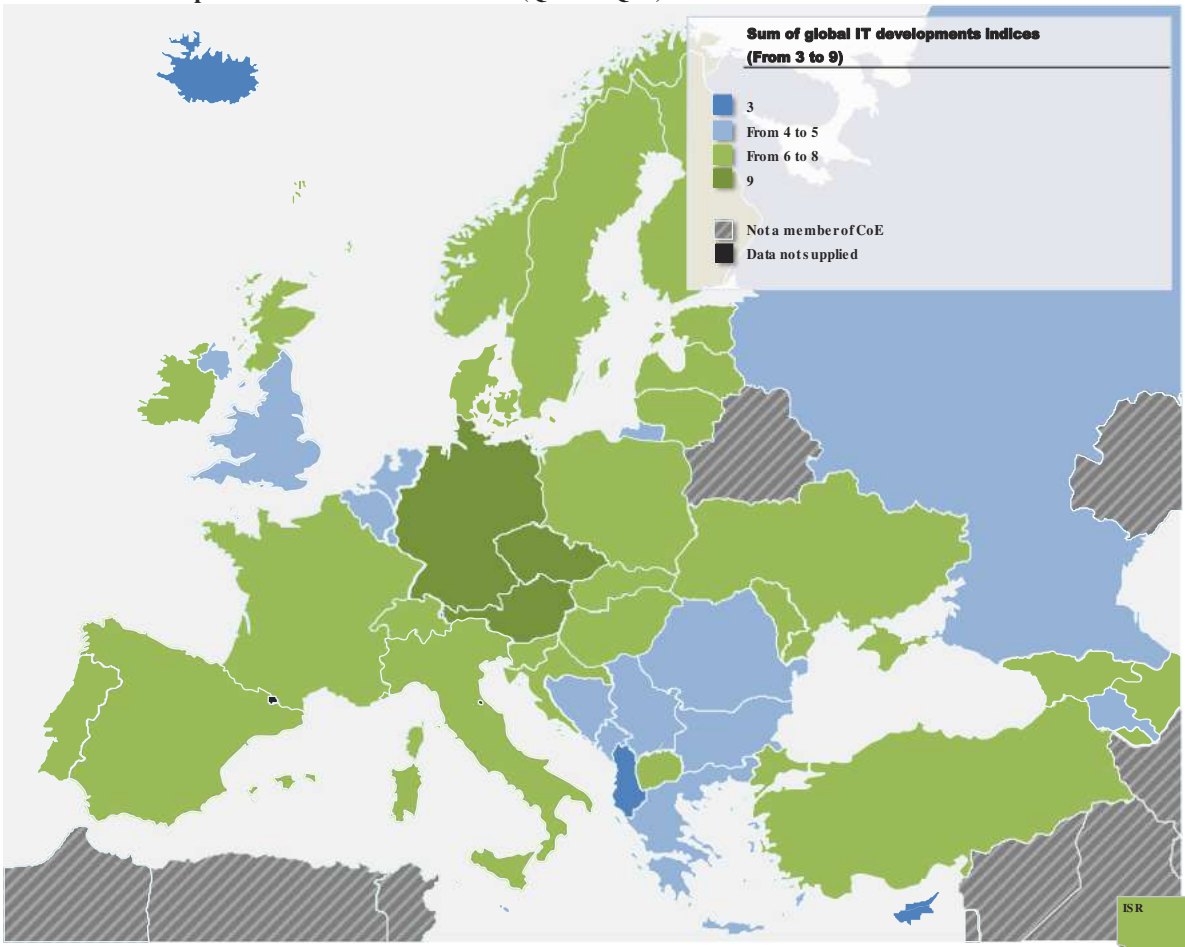 Sum of global IT developments indices
(From 3 to 9)
3
From 4 to 5
From 6 to 8
9
Not a member of CoE
Data not supplied
ISR